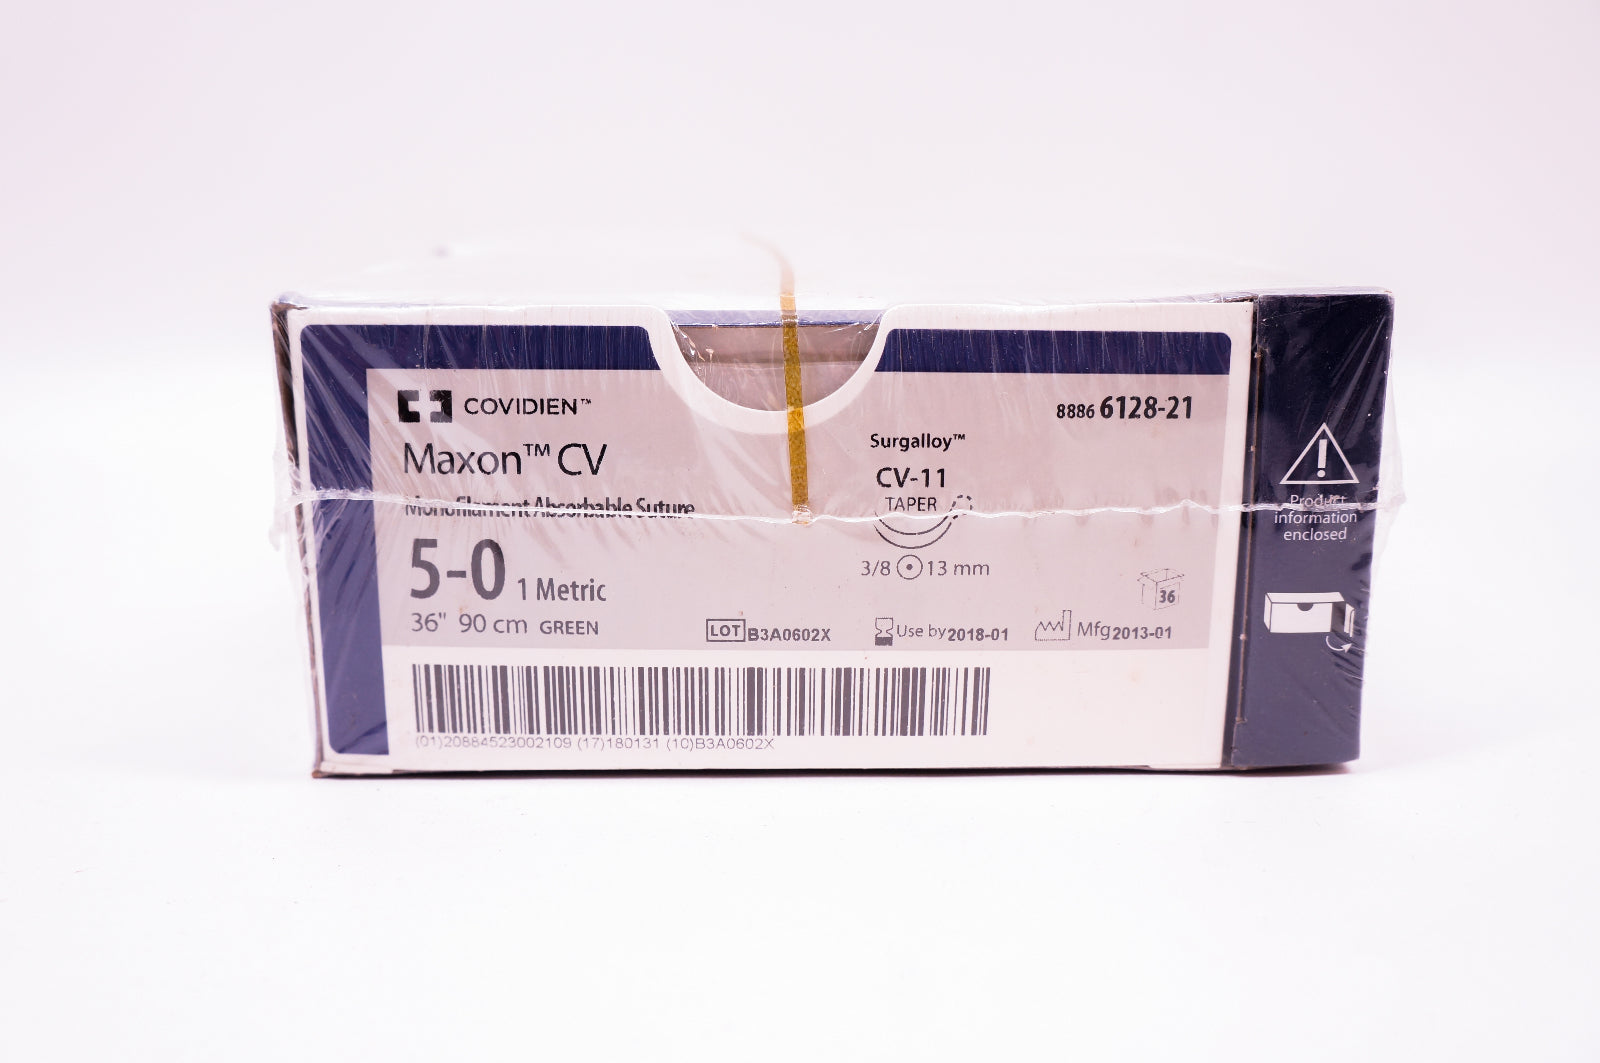 COVIDIEN™
8886 6128-21
Maxon™ CV
Monofilament Absorbable Suture
Surgalloy™
CV-11
TAPER
5-0 1 Metric
3/8 13 mm
36
36" 90 cm GREEN
LOT B3A0602X
Use by 2018-01
Mfg 2013-01
(01)20884523002109 (17)180131 (10)B3A0602X
!
Product
information
enclosed